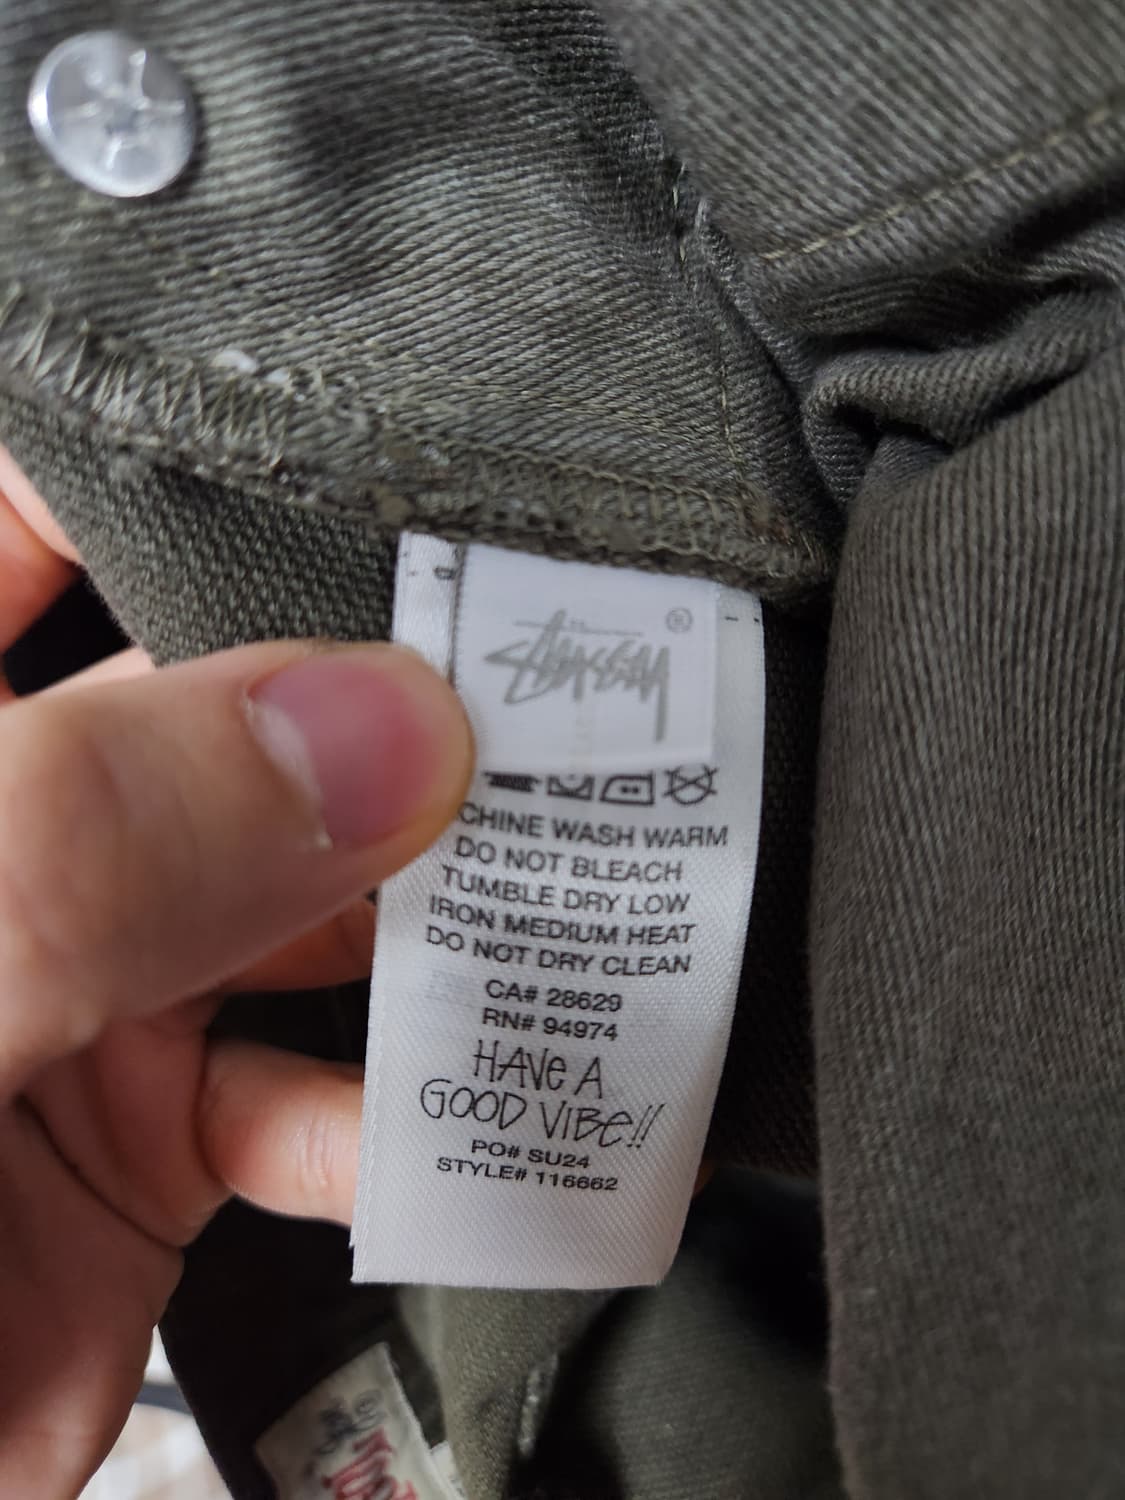 Stüssy ®
CHINE WASH WARM
DO NOT BLEACH
TUMBLE DRY LOW
IRON MEDIUM HEAT
DO NOT DRY CLEAN
CA# 28629
RN# 94974
HAVE A
GOOD VIBE!!
PO# SU24
STYLE# 116662